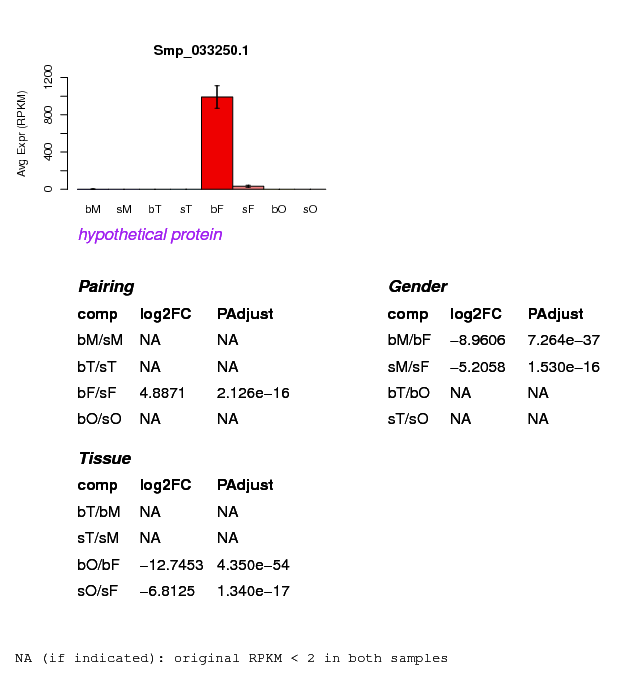 Smp_033250.1
Avg Expr (RPKM)
1200
800
400
0
bM sM bT sT bF sF bO sO
hypothetical protein
Pairing
comp log2FC PAdjust
bM/sM NA NA
bT/sT NA NA
bF/sF 4.8871 2.126e−16
bO/sO NA NA
Gender
comp log2FC PAdjust
bM/bF −8.9606 7.264e−37
sM/sF −5.2058 1.530e−16
bT/bO NA NA
sT/sO NA NA
Tissue
comp log2FC PAdjust
bT/bM NA NA
sT/sM NA NA
bO/bF −12.7453 4.350e−54
sO/sF −6.8125 1.340e−17
NA (if indicated): original RPKM < 2 in both samples